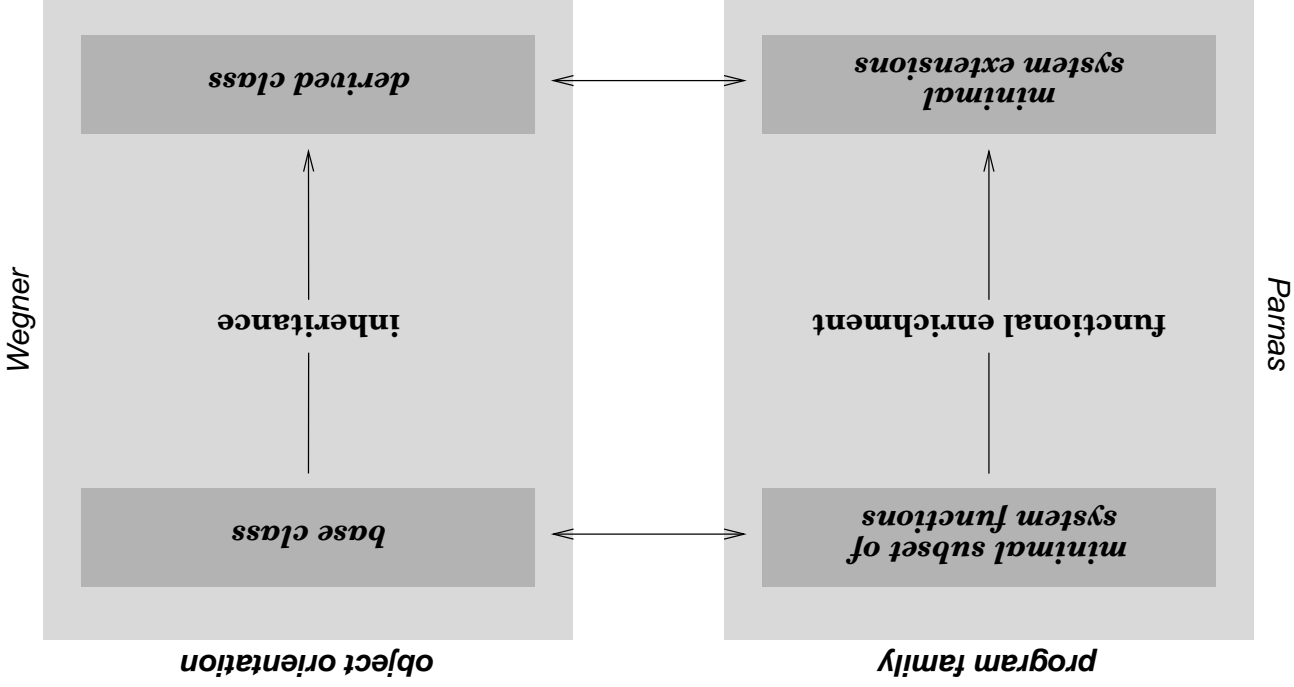 program family
object orientation
minimal subset of
system functions
base class
Parnas
functional enrichment
inheritance
Wegner
minimal
system extensions
derived class